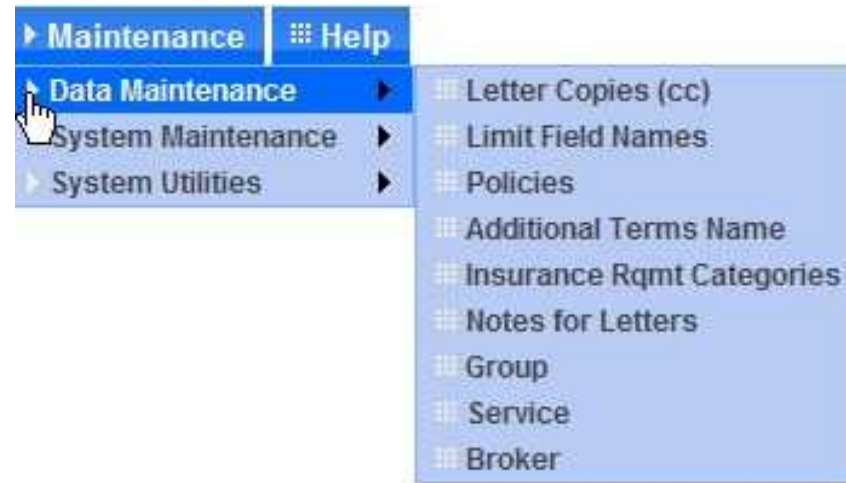 Maintenance Help
Data Maintenance
System Maintenance
System Utilities
Letter Copies (cc)
Limit Field Names
Policies
Additional Terms Name
Insurance Rqmt Categories
Notes for Letters
Group
Service
Broker